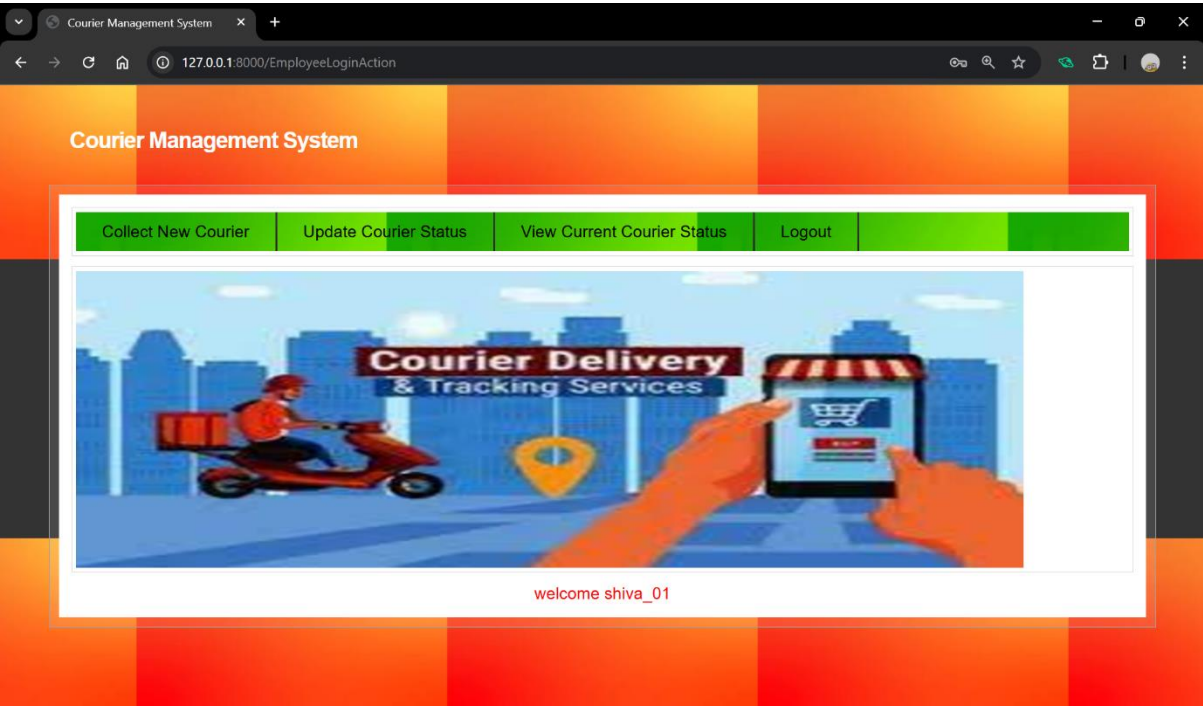 Courier Management System
127.0.0.1:8000/EmployeeLoginAction
Courier Management System
Collect New Courier Update Courier Status View Current Courier Status Logout
Courier Delivery
& Tracking Services
welcome shiva_01